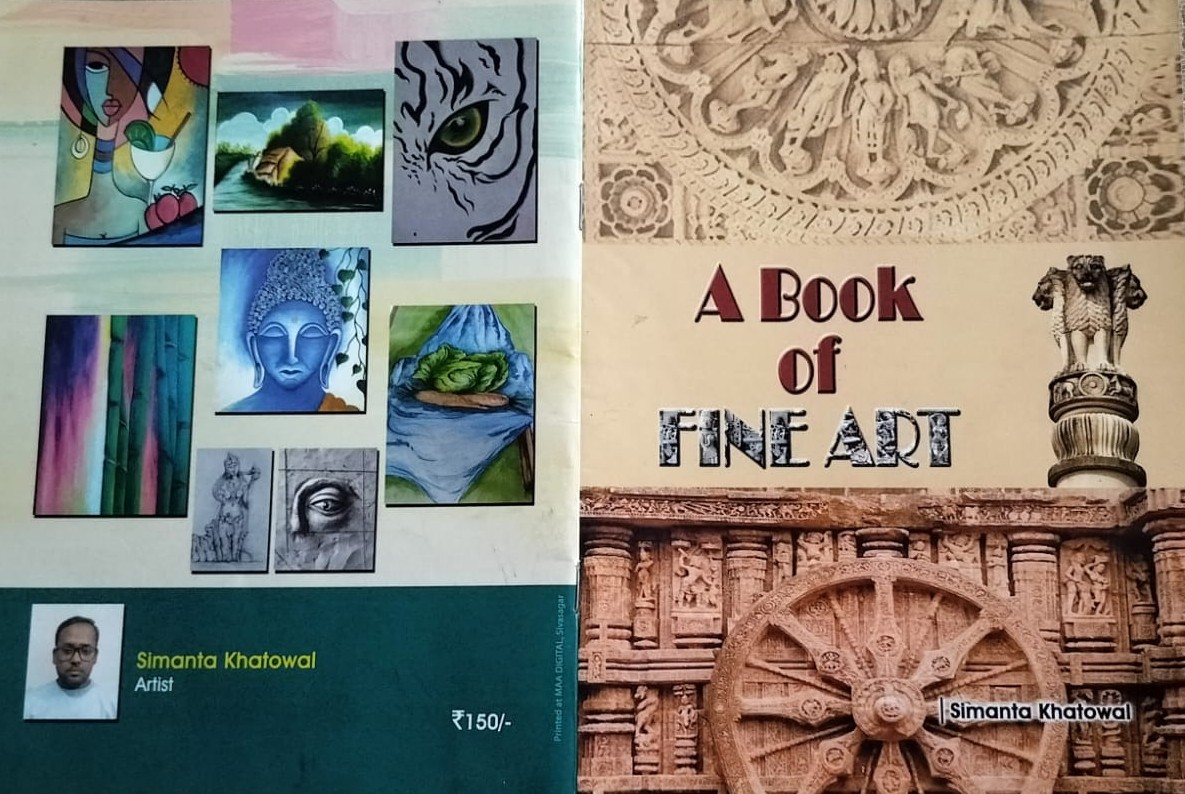 Simanta Khatowal
Artist
₹150/-
Printed at MAA DIGITAL, Sivasagar
A Book
of
FINE ART
Simanta Khatowal